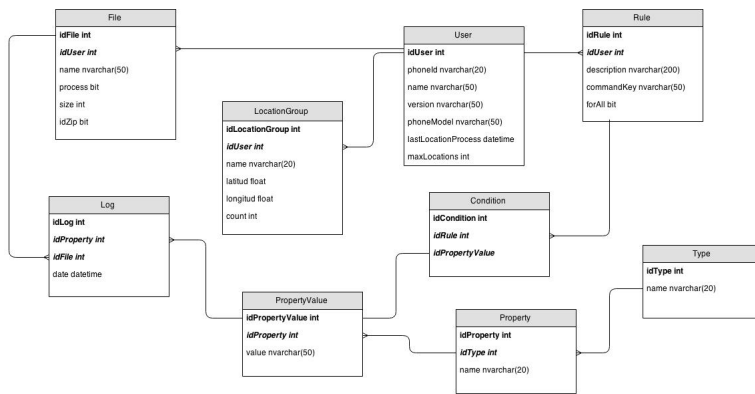 File
idFile int
idUser int
name nvarchar(50)
process bit
size int
idZip bit
User
idUser int
phoneId nvarchar(20)
name nvarchar(50)
version nvarchar(50)
phoneModel nvarchar(50)
lastLocationProcess datetime
maxLocations int
Rule
idRule int
idUser int
description nvarchar(200)
commandKey nvarchar(50)
forAll bit
LocationGroup
idLocationGroup int
idUser int
name nvarchar(20)
latitud float
longitud float
count int
Log
idLog int
idProperty int
idFile int
date datetime
Condition
idCondition int
idRule int
idPropertyValue
Type
idType int
name nvarchar(20)
PropertyValue
idPropertyValue int
idProperty int
value nvarchar(50)
Property
idProperty int
idType int
name nvarchar(20)